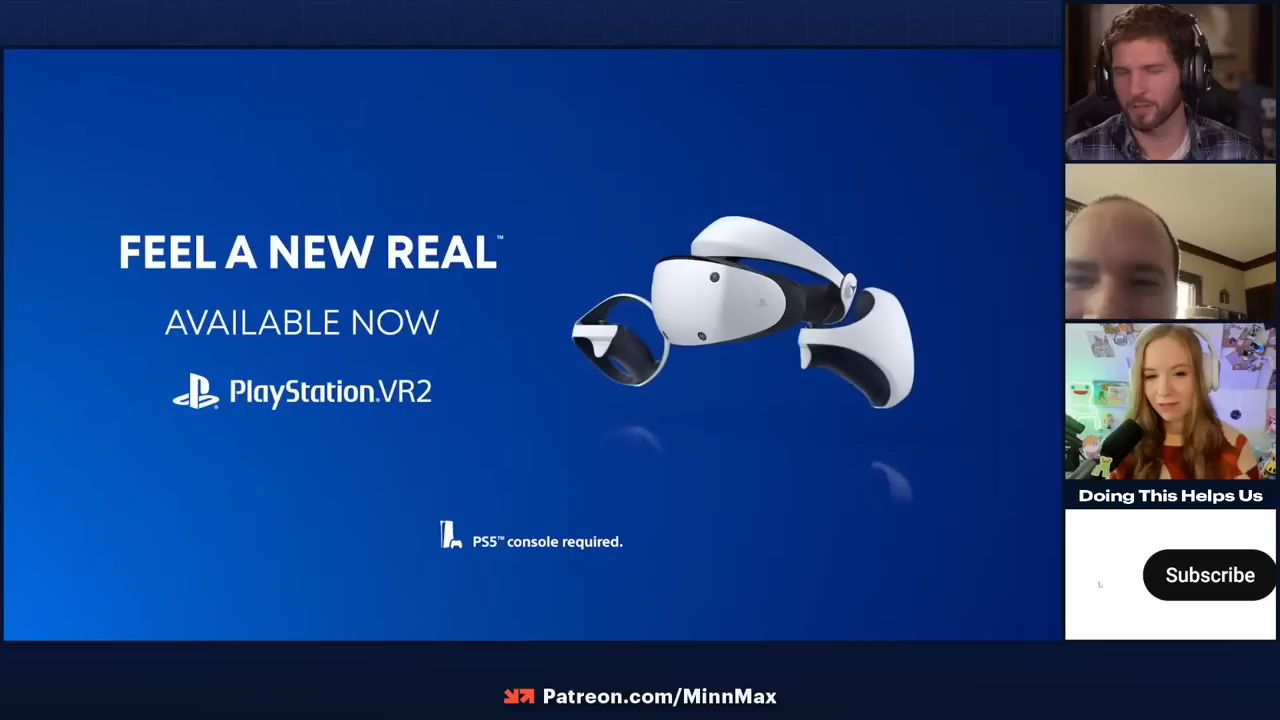 FEEL A NEW REAL™
AVAILABLE NOW
PlayStation.VR2
PS5™ console required.
Doing This Helps Us
Subscribe
Patreon.com/MinnMax